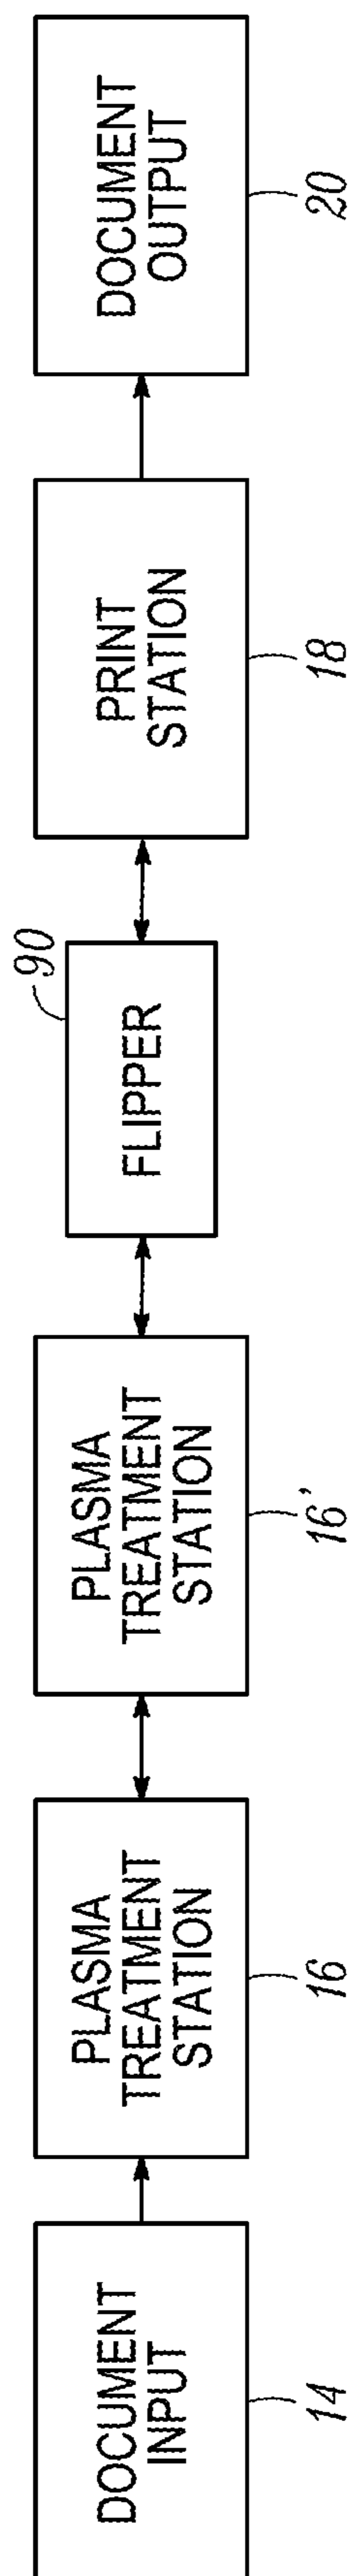 DOCUMENT
INPUT
14
PLASMA
TREATMENT
STATION
16
PLASMA
TREATMENT
STATION
16'
FLIPPER
90
PRINT
STATION
18
DOCUMENT
OUTPUT
20